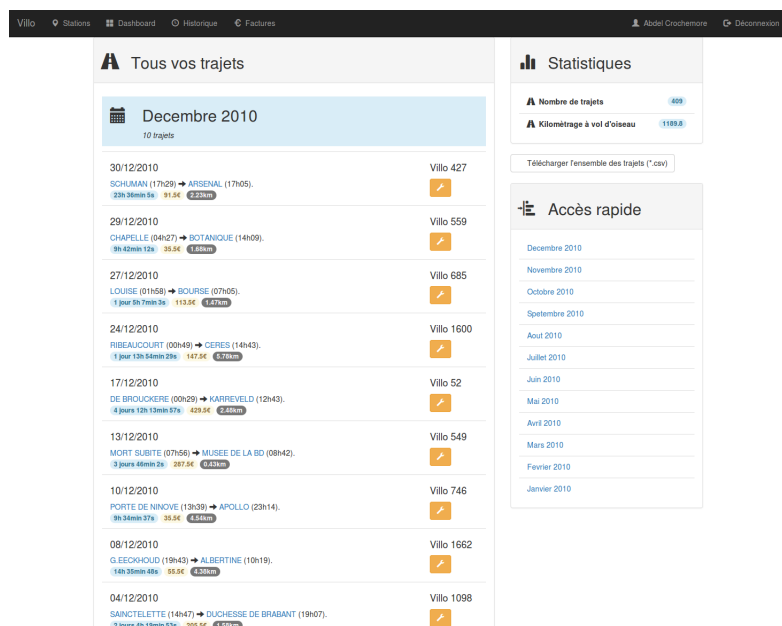 Villo Stations Dashboard Historique € Factures Abdel Crochemore Déconnexion
Tous vos trajets
Decembre 2010
10 trajets
30/12/2010 Villo 427
SCHUMAN (17h29) ➔ ARSENAL (17h05).
23h 36min 5s 91.5€ 2.23km
29/12/2010 Villo 559
CHAPELLE (04h27) ➔ BOTANIQUE (14h09).
9h 42min 12s 35.5€ 1.88km
27/12/2010 Villo 685
LOUISE (01h58) ➔ BOURSE (07h05).
1 jour 5h 7min 3s 113.5€ 1.47km
24/12/2010 Villo 1600
RIBEAUCOURT (00h49) ➔ CERES (14h43).
1 jour 13h 54min 29s 147.5€ 5.78km
17/12/2010 Villo 52
DE BROUCKERE (00h29) ➔ KARREVELD (12h43).
4 jours 12h 13min 57s 429.5€ 2.48km
13/12/2010 Villo 549
MORT SUBITE (07h56) ➔ MUSEE DE LA BD (08h42).
3 jours 46min 2s 287.5€ 0.43km
10/12/2010 Villo 746
PORTE DE NINOVE (13h39) ➔ APOLLO (23h14).
9h 34min 37s 35.5€ 4.54km
08/12/2010 Villo 1662
G.EECKHOUD (19h43) ➔ ALBERTINE (10h19).
14h 35min 48s 55.5€ 4.38km
04/12/2010 Villo 1098
SAINCTELETTE (14h47) ➔ DUCHESSE DE BRABANT (19h07).
2 jours 4h 19min 53s 205.5€
Statistiques
Nombre de trajets 409
Kilomètrage à vol d'oiseau 1189.8
Télécharger l'ensemble des trajets (*.csv)
Accès rapide
Decembre 2010
Novembre 2010
Octobre 2010
Spetembre 2010
Aout 2010
Juillet 2010
Juin 2010
Mai 2010
Avril 2010
Mars 2010
Fevrier 2010
Janvier 2010